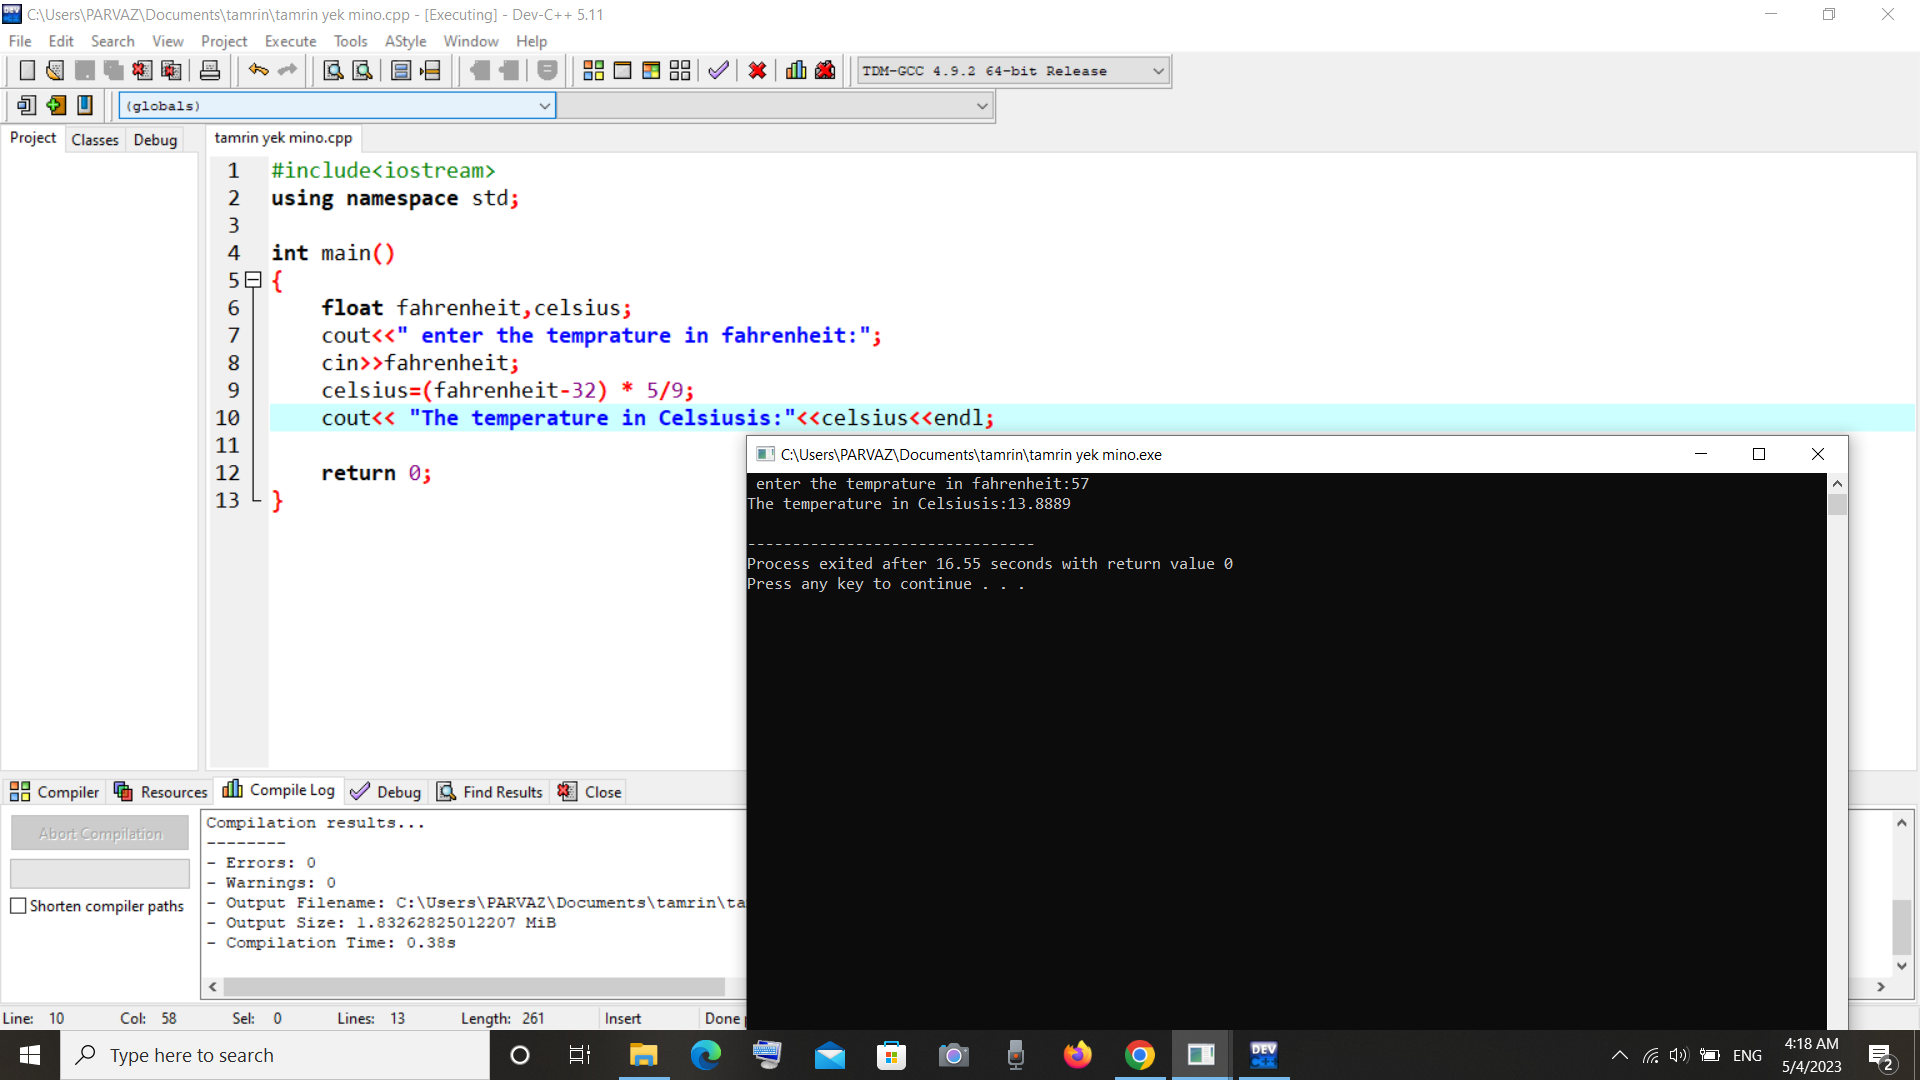 C:\Users\PARVAZ\Documents\tamrin\tamrin yek mino.cpp - [Executing] - Dev-C++ 5.11
File Edit Search View Project Execute Tools AStyle Window Help
TDM-GCC 4.9.2 64-bit Release
(globals)
Project Classes Debug
tamrin yek mino.cpp
1 #include<iostream>
2 using namespace std;
3
4 int main()
5 {
6 float fahrenheit,celsius;
7 cout<<" enter the temprature in fahrenheit:";
8 cin>>fahrenheit;
9 celsius=(fahrenheit-32) * 5/9;
10 cout<< "The temperature in Celsiusis:"<<celsius<<endl;
11
12 return 0;
13 }
C:\Users\PARVAZ\Documents\tamrin\tamrin yek mino.exe
enter the temprature in fahrenheit:57
The temperature in Celsiusis:13.8889
--------------------------------
Process exited after 16.55 seconds with return value 0
Press any key to continue . . .
Compiler Resources Compile Log Debug Find Results Close
Abort Compilation
Shorten compiler paths
Compilation results...
--------
- Errors: 0
- Warnings: 0
- Output Filename: C:\Users\PARVAZ\Documents\tamrin\ta
- Output Size: 1.83262825012207 MiB
- Compilation Time: 0.38s
Line: 10 Col: 58 Sel: 0 Lines: 13 Length: 261 Insert Done
Type here to search
DEV C++
ENG
4:18 AM
5/4/2023
2